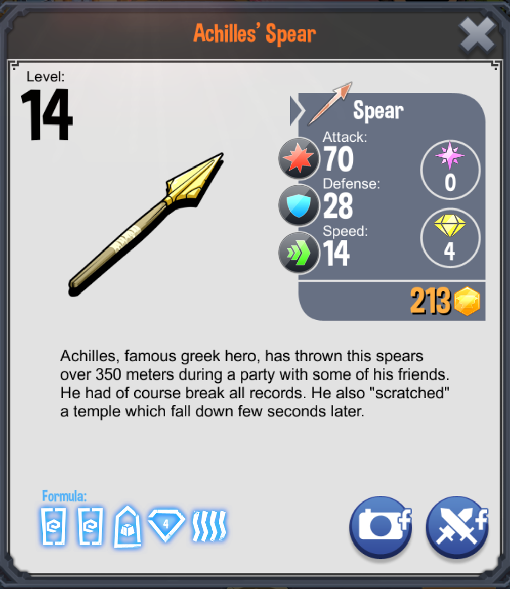 Achilles' Spear
Level:
14
Spear
Attack:
70
Defense:
28
Speed:
14
0
4
213
Achilles, famous greek hero, has thrown this spears
over 350 meters during a party with some of his friends.
He had of course break all records. He also "scratched"
a temple which fall down few seconds later.
Formula:
4
f
f